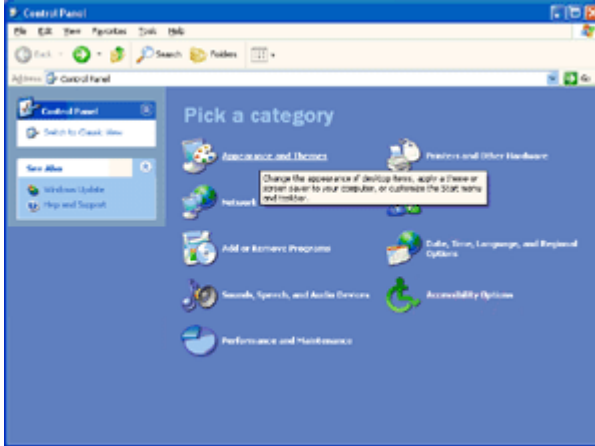 Control Panel
File Edit View Favorites Tools Help
Back Search Folders
Address Control Panel Go
Control Panel
Switch to Classic View
See Also
Windows Update
Help and Support
Pick a category
Appearance and Themes
Printers and Other Hardware
Change the appearance of desktop items, apply a theme or
screen saver to your computer, or customize the Start menu
and taskbar.
Network
Add or Remove Programs
Date, Time, Language, and Regional
Options
Sounds, Speech, and Audio Devices
Accessibility Options
Performance and Maintenance